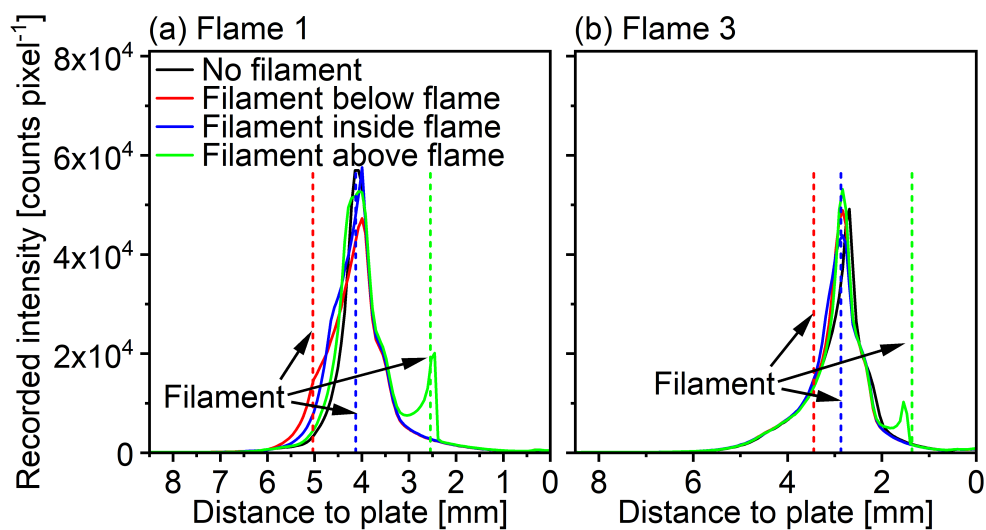 (a) Flame 1
(b) Flame 3
Recorded intensity [counts pixel⁻¹]
8x10⁴
6x10⁴
4x10⁴
2x10⁴
0
No filament
Filament below flame
Filament inside flame
Filament above flame
Filament
Filament
8 7 6 5 4 3 2 1 0
8 6 4 2 0
Distance to plate [mm]
Distance to plate [mm]